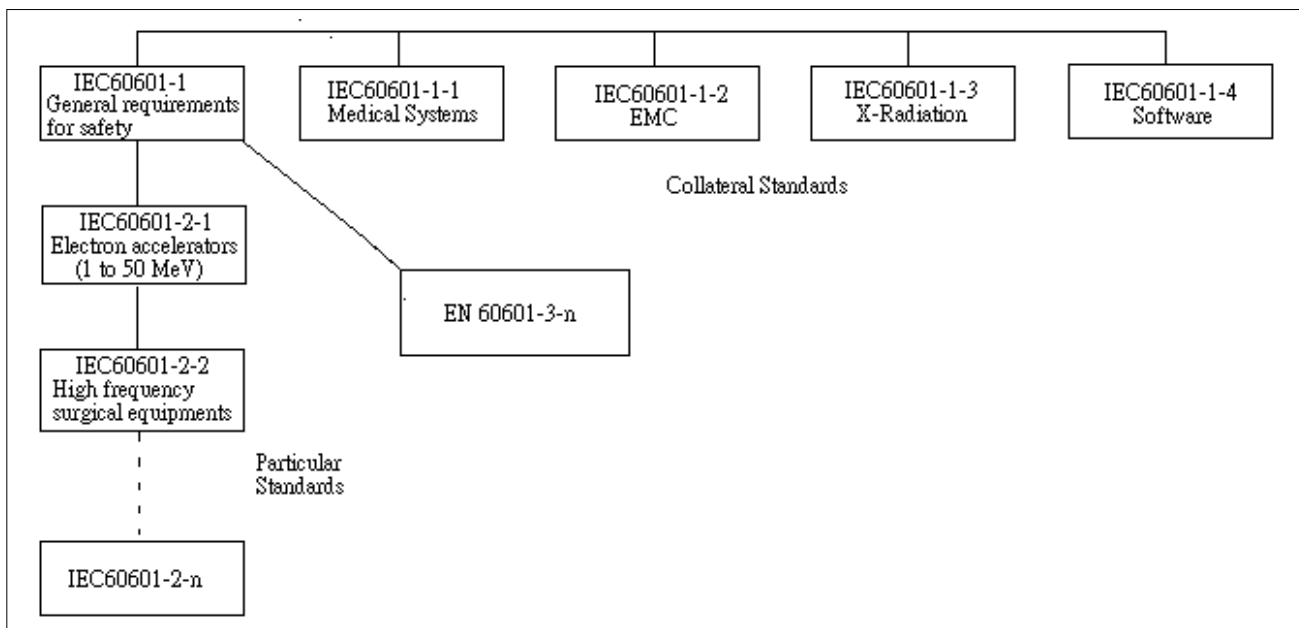 IEC60601-1
General requirements
for safety
IEC60601-1-1
Medical Systems
IEC60601-1-2
EMC
IEC60601-1-3
X-Radiation
IEC60601-1-4
Software
Collateral Standards
IEC60601-2-1
Electron accelerators
(1 to 50 MeV)
EN 60601-3-n
IEC60601-2-2
High frequency
surgical equipments
Particular
Standards
IEC60601-2-n